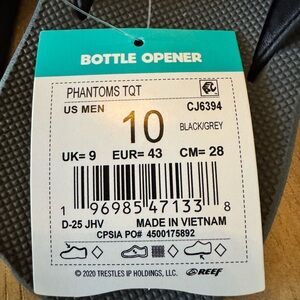 BOTTLE OPENER
PHANTOMS TQT
US MEN
10
CJ6394
BLACK/GREY
UK= 9 EUR= 43 CM= 28
1 96985 47133 8
D-25 JHV MADE IN VIETNAM
CPSIA PO# 4500175892
© 2020 TRESTLES IP HOLDINGS, LLC. REEF